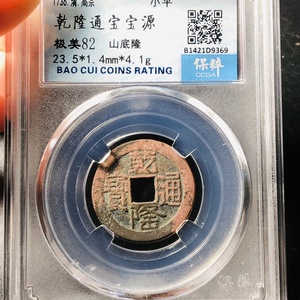 1736.清.高宗 小平
乾隆通宝宝源
极美82 山底隆
23.5*1.4mm*4.1g
BAO CUI COINS RATING
B1421D9369
保粹
CCGA
乾隆通寶